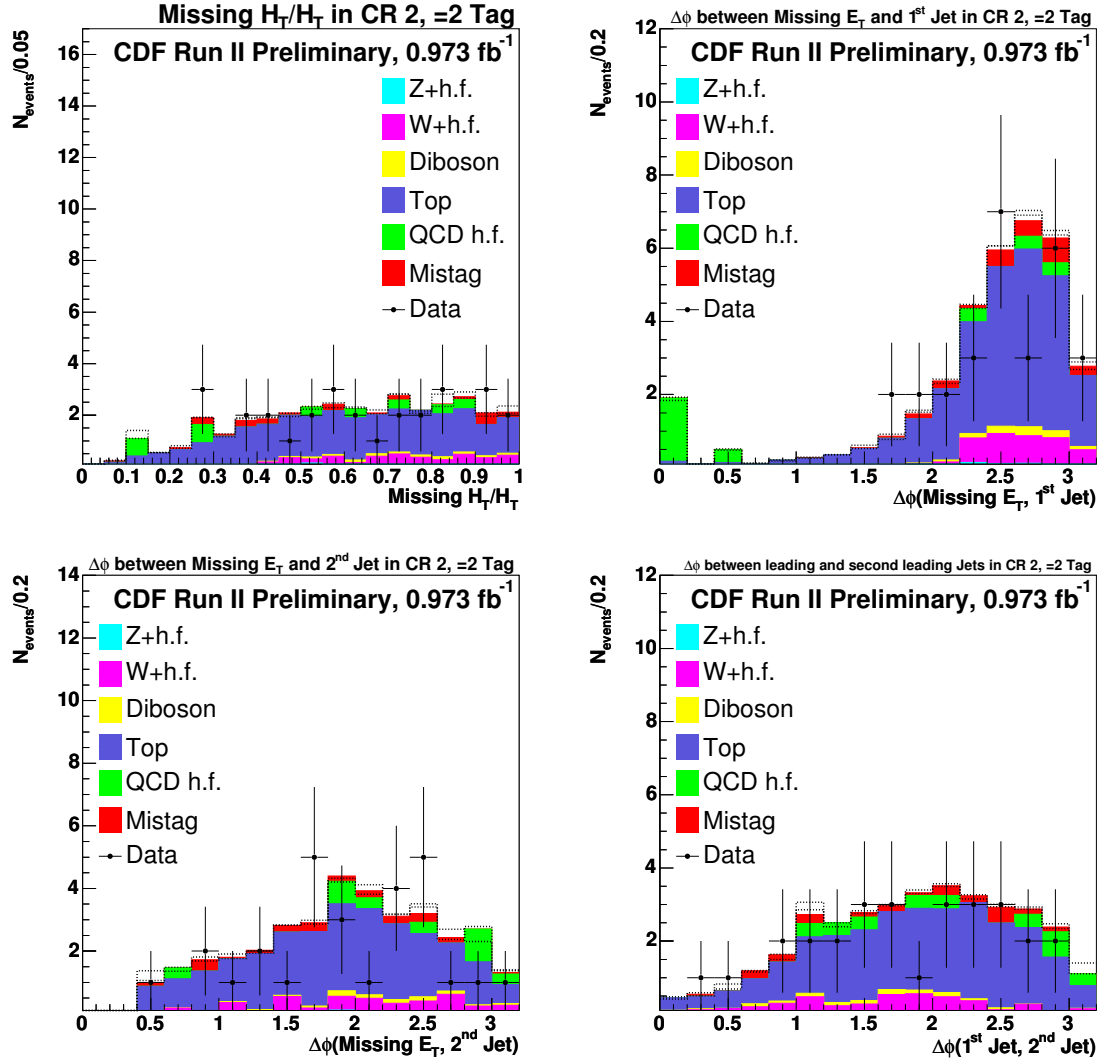 Missing H_T/H_T in CR 2, =2 Tag
N_events/0.05
CDF Run II Preliminary, 0.973 fb^-1
Z+h.f.
W+h.f.
Diboson
Top
QCD h.f.
Mistag
Data
16
14
12
10
8
6
4
2
0 0.1 0.2 0.3 0.4 0.5 0.6 0.7 0.8 0.9 1
Missing H_T/H_T
Δϕ between Missing E_T and 1^st Jet in CR 2, =2 Tag
N_events/0.2
CDF Run II Preliminary, 0.973 fb^-1
Z+h.f.
W+h.f.
Diboson
Top
QCD h.f.
Mistag
Data
12
10
8
6
4
2
0 0.5 1 1.5 2 2.5 3
Δϕ(Missing E_T, 1^st Jet)
Δϕ between Missing E_T and 2^nd Jet in CR 2, =2 Tag
N_events/0.2
CDF Run II Preliminary, 0.973 fb^-1
Z+h.f.
W+h.f.
Diboson
Top
QCD h.f.
Mistag
Data
14
12
10
8
6
4
2
0 0.5 1 1.5 2 2.5 3
Δϕ(Missing E_T, 2^nd Jet)
Δϕ between leading and second leading Jets in CR 2, =2 Tag
N_events/0.2
CDF Run II Preliminary, 0.973 fb^-1
Z+h.f.
W+h.f.
Diboson
Top
QCD h.f.
Mistag
Data
12
10
8
6
4
2
0 0.5 1 1.5 2 2.5 3
Δϕ(1^st Jet, 2^nd Jet)